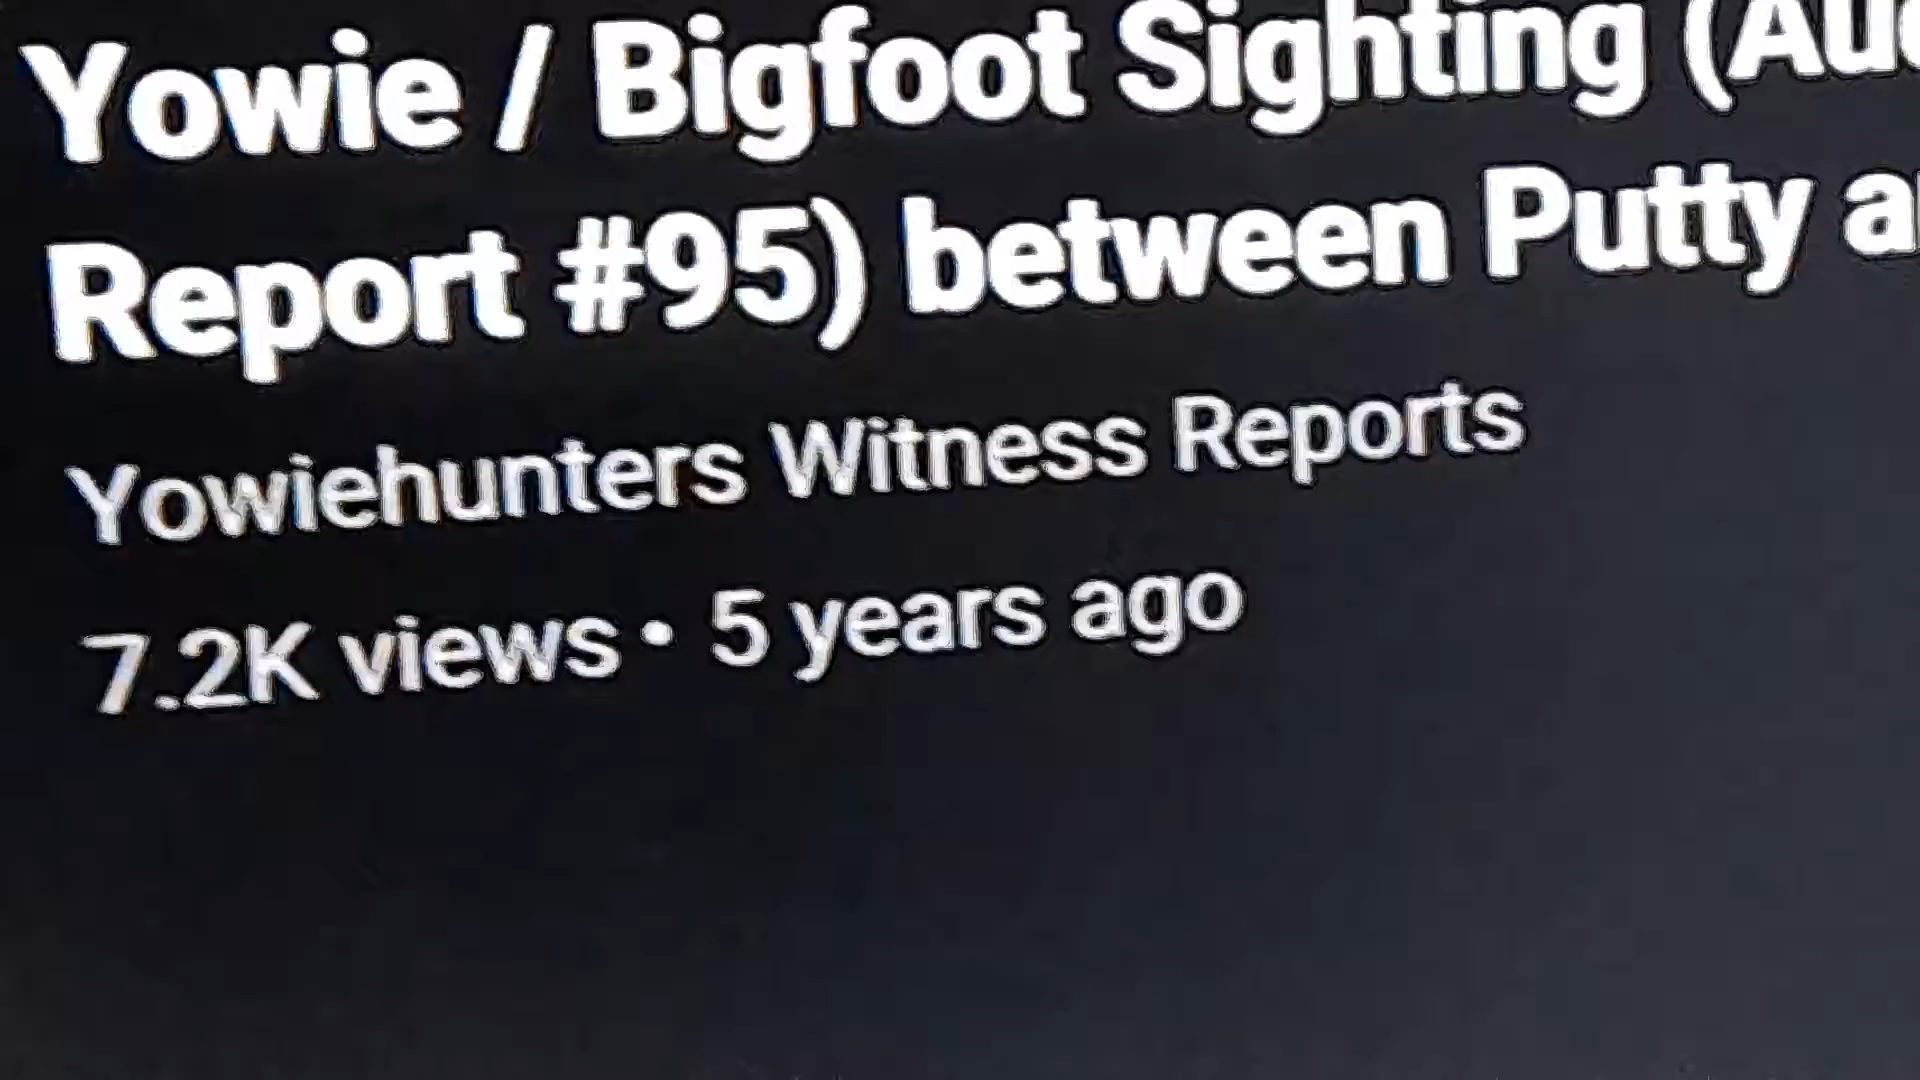 Yowie / Bigfoot Sighting
Report #95) between Putty
Yowiehunters Witness Reports
7.2K views • 5 years ago